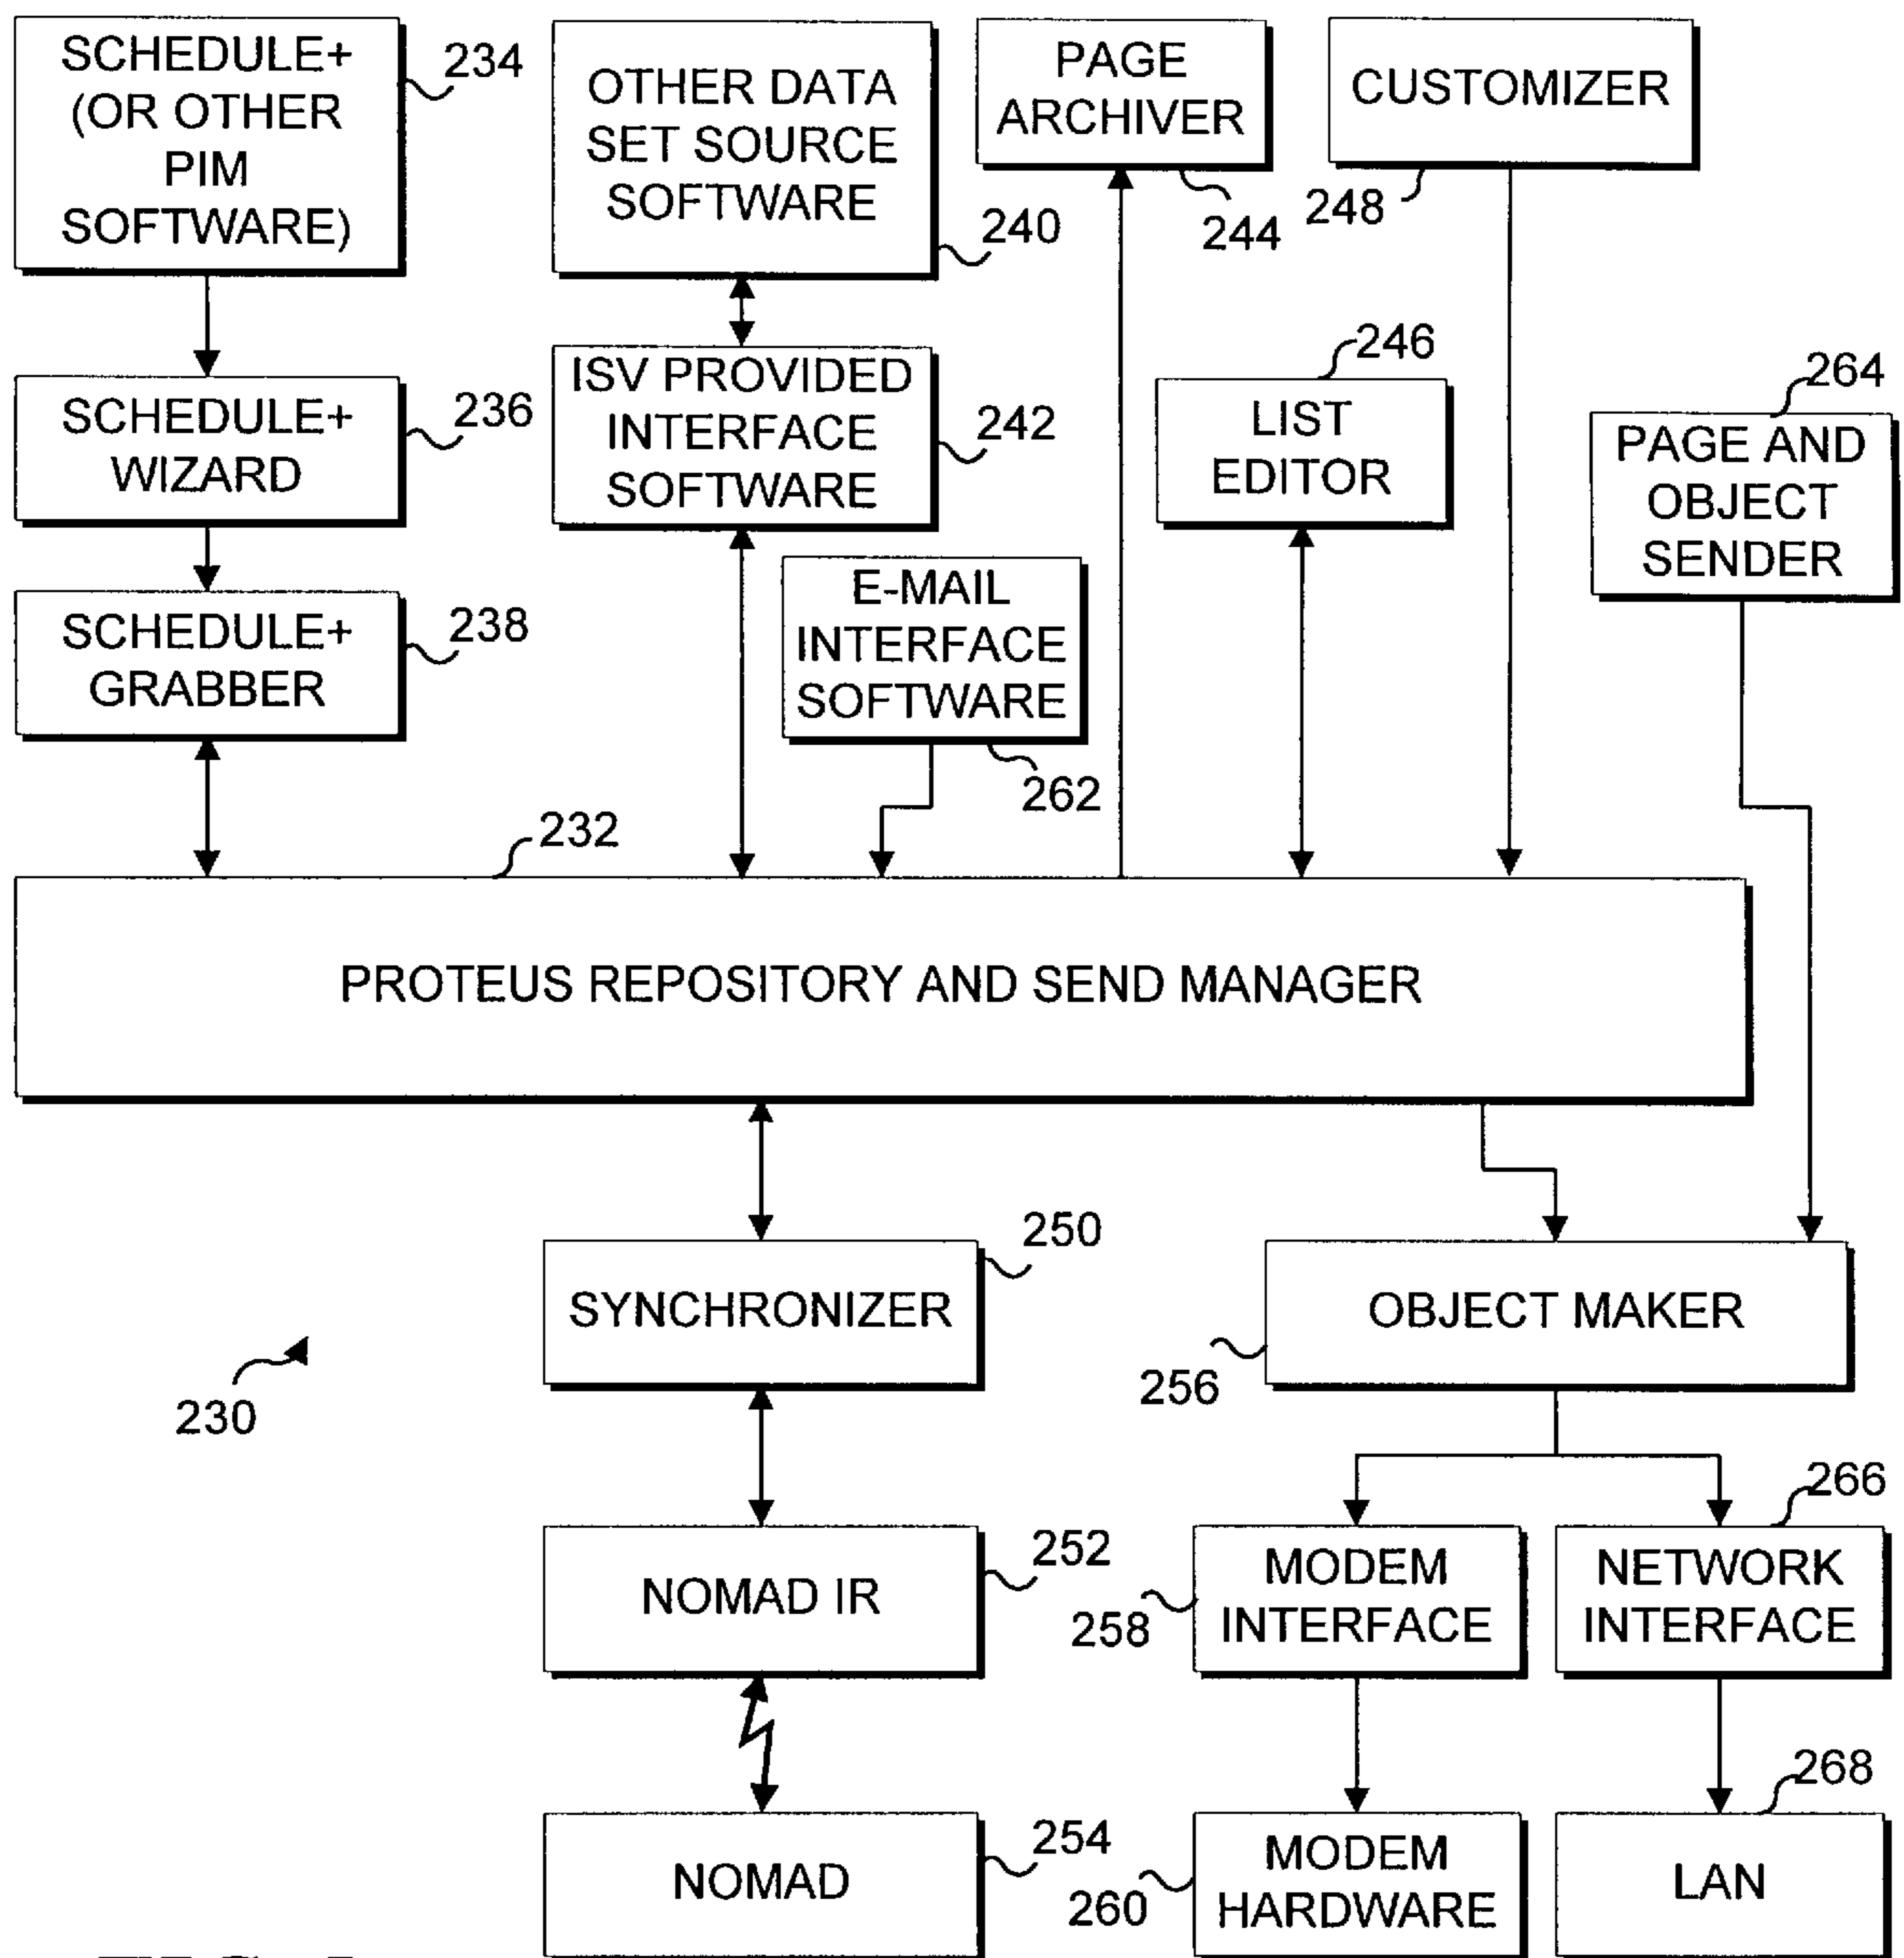 SCHEDULE+
(OR OTHER
PIM
SOFTWARE)
234
OTHER DATA
SET SOURCE
SOFTWARE
240
PAGE
ARCHIVER
244
CUSTOMIZER
248
SCHEDULE+
WIZARD
236
ISV PROVIDED
INTERFACE
SOFTWARE
242
246
LIST
EDITOR
264
PAGE AND
OBJECT
SENDER
SCHEDULE+
GRABBER
238
E-MAIL
INTERFACE
SOFTWARE
262
232
PROTEUS REPOSITORY AND SEND MANAGER
250
SYNCHRONIZER
OBJECT MAKER
256
230
252
NOMAD IR
MODEM
INTERFACE
258
266
NETWORK
INTERFACE
254
NOMAD
MODEM
HARDWARE
260
268
LAN